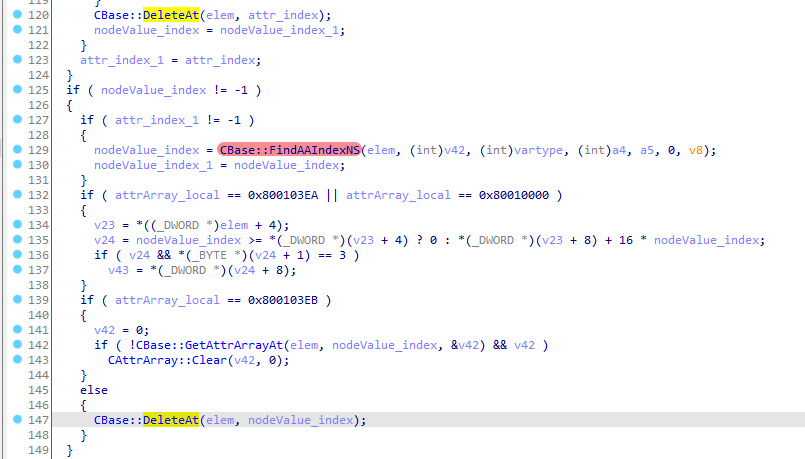 119 }
120 CBase::DeleteAt(elem, attr_index);
121 nodeValue_index = nodeValue_index_1;
122 }
123 attr_index_1 = attr_index;
124 }
125 if ( nodeValue_index != -1 )
126 {
127 if ( attr_index_1 != -1 )
128 {
129 nodeValue_index = CBase::FindAAIndexNS(elem, (int)v42, (int)vartype, (int)a4, a5, 0, v8);
130 nodeValue_index_1 = nodeValue_index;
131 }
132 if ( attrArray_local == 0x800103EA || attrArray_local == 0x80010000 )
133 {
134 v23 = *((_DWORD *)elem + 4);
135 v24 = nodeValue_index >= *(_DWORD *)(v23 + 4) ? 0 : *(_DWORD *)(v23 + 8) + 16 * nodeValue_index;
136 if ( v24 && *(_BYTE *)(v24 + 1) == 3 )
137 v43 = *(_DWORD *)(v24 + 8);
138 }
139 if ( attrArray_local == 0x800103EB )
140 {
141 v42 = 0;
142 if ( !CBase::GetAttrArrayAt(elem, nodeValue_index, &v42) && v42 )
143 CAttrArray::Clear(v42, 0);
144 }
145 else
146 {
147 CBase::DeleteAt(elem, nodeValue_index);
148 }
149 }